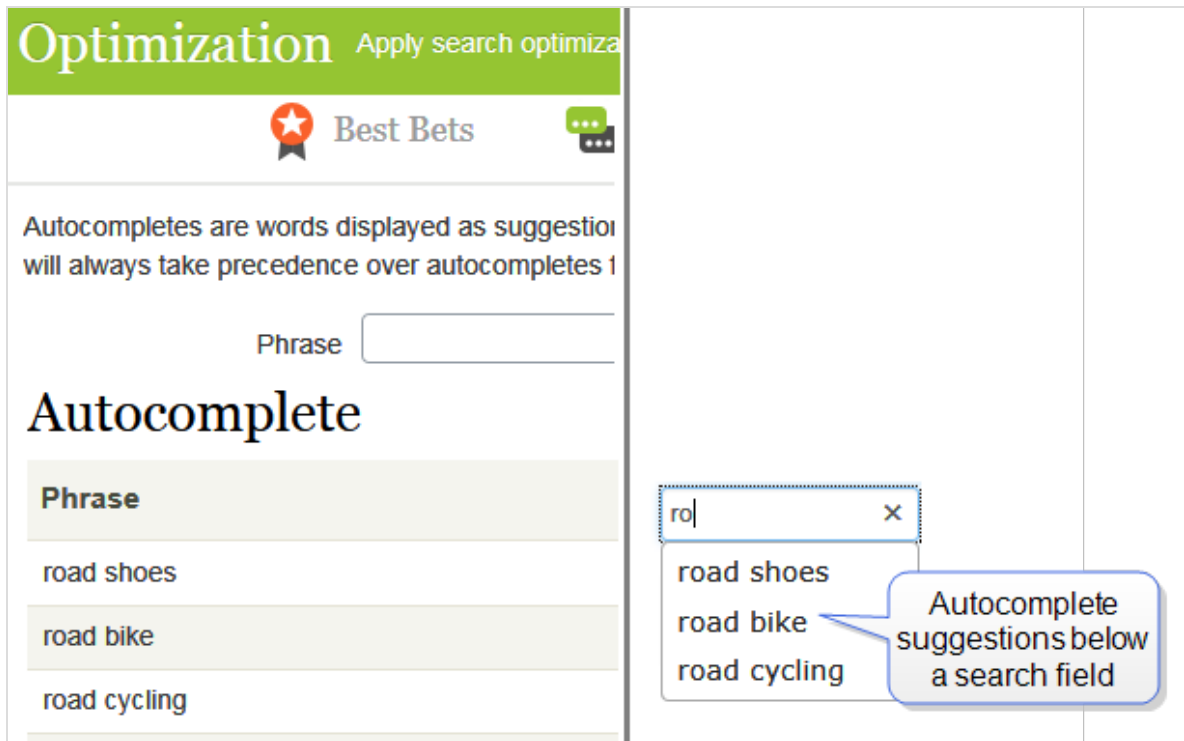 Optimization Apply search optimiza
Best Bets
Autocompletes are words displayed as suggestion
will always take precedence over autocompletes f
Phrase
Autocomplete
Phrase
road shoes
road bike
road cycling
ro
road shoes
road bike
road cycling
Autocomplete
suggestions below
a search field